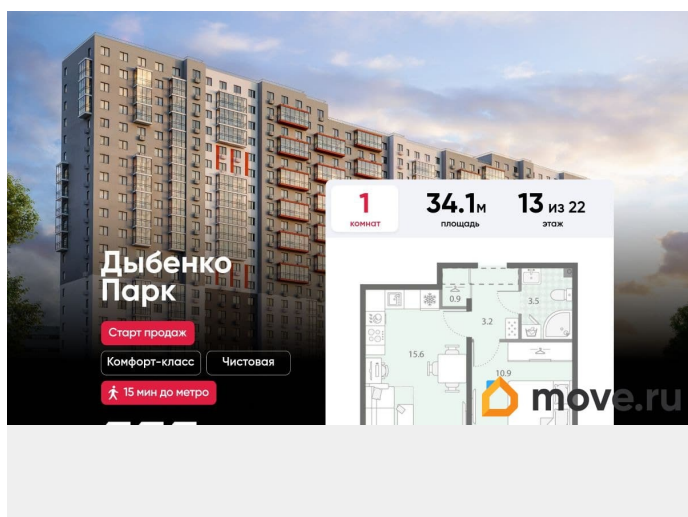 1
комнат
34.1м
площадь
13 из 22
этаж
Дыбенко
Парк
Старт продаж
Комфорт-класс
Чистовая
15 мин до метро
0.9
3.5
3.2
15.6
10.9
move.ru